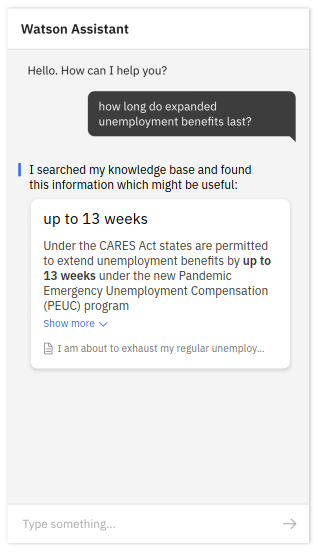 Watson Assistant
Hello. How can I help you?
how long do expanded
unemployment benefits last?
I searched my knowledge base and found
this information which might be useful:
up to 13 weeks
Under the CARES Act states are permitted
to extend unemployment benefits by up to
13 weeks under the new Pandemic
Emergency Unemployment Compensation
(PEUC) program
Show more
I am about to exhaust my regular unemploy...
Type something...